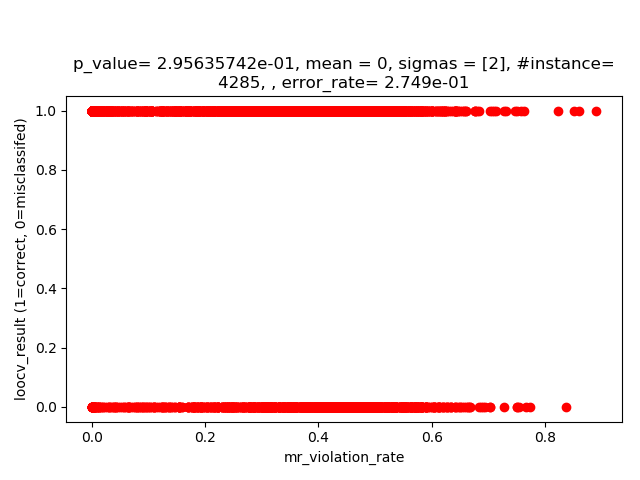 p_value= 2.95635742e-01, mean = 0, sigmas = [2], #instance=
4285, , error_rate= 2.749e-01
1.0
0.8
0.6
0.4
0.2
0.0
loocv_result (1=correct, 0=misclassifed)
0.0 0.2 0.4 0.6 0.8
mr_violation_rate